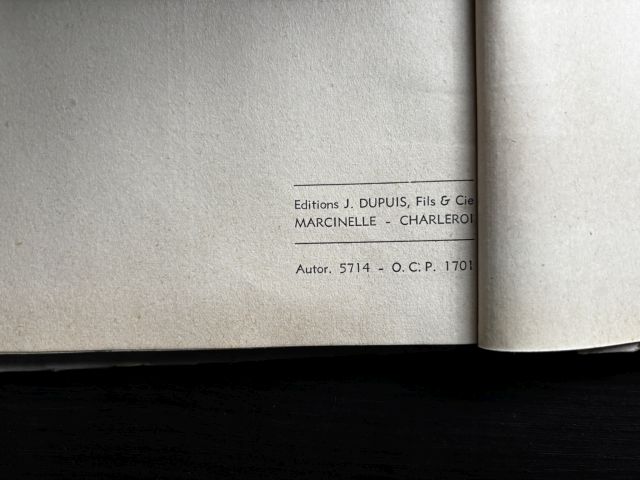 Editions J. DUPUIS, Fils & Cie
MARCINELLE - CHARLEROI
Autor. 5714 - O. C. P. 1701